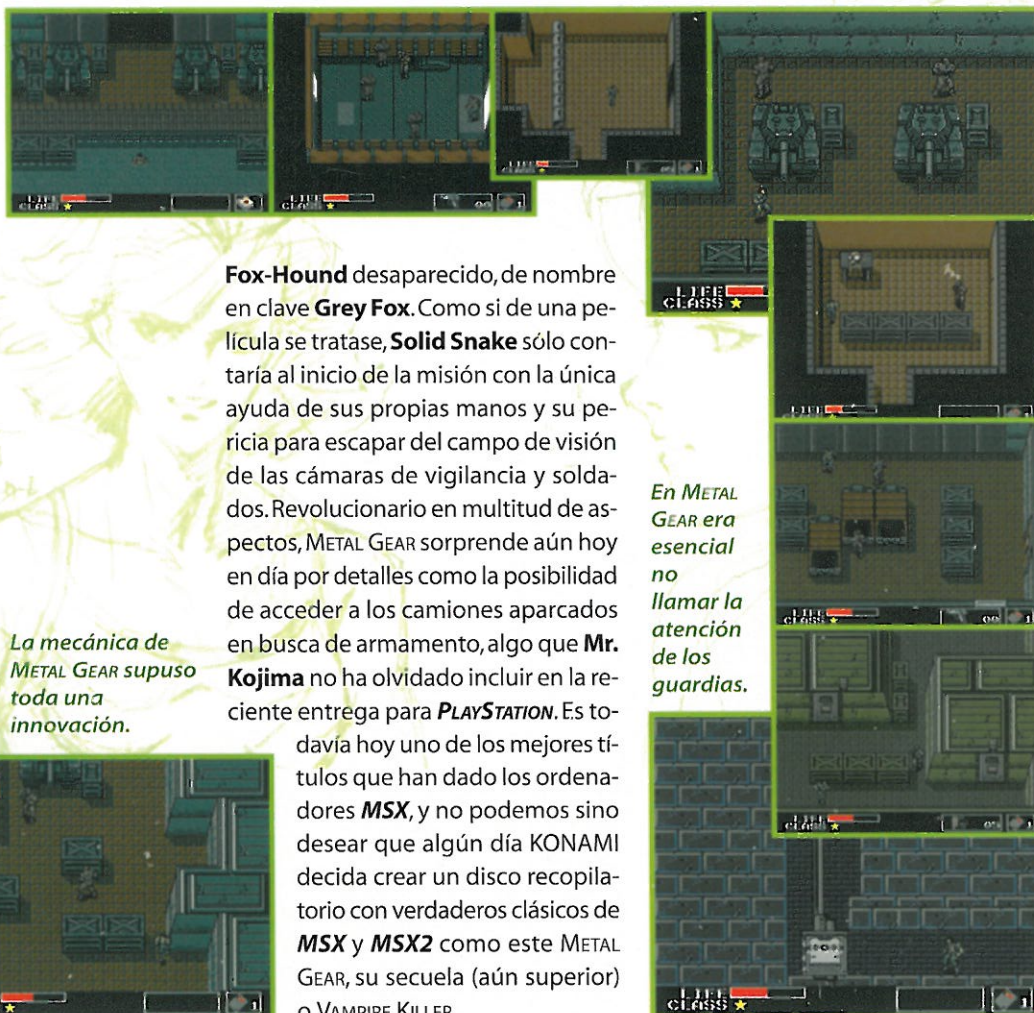 LIFE
CLASS
LIFE
CLASS
LIFE
CLASS
Fox-Hound desaparecido, de nombre
en clave Grey Fox. Como si de una pe-
lícula se tratase, Solid Snake sólo con-
taría al inicio de la misión con la única
ayuda de sus propias manos y su pe-
ricia para escapar del campo de visión
de las cámaras de vigilancia y solda-
dos. Revolucionario en multitud de as-
pectos, METAL GEAR sorprende aún hoy
en día por detalles como la posibilidad
de acceder a los camiones aparcados
en busca de armamento, algo que Mr.
Kojima no ha olvidado incluir en la re-
ciente entrega para PLAYSTATION. Es to-
davía hoy uno de los mejores tí-
tulos que han dado los ordena-
dores MSX, y no podemos sino
desear que algún día KONAMI
decida crear un disco recopila-
torio con verdaderos clásicos de
MSX y MSX2 como este METAL
GEAR, su secuela (aún superior)
o VAMPIRE KILLER
La mecánica de
METAL GEAR supuso
toda una
innovación.
En METAL
GEAR era
esencial
no
llamar la
atención
de los
guardias.
LIFE
CLASS